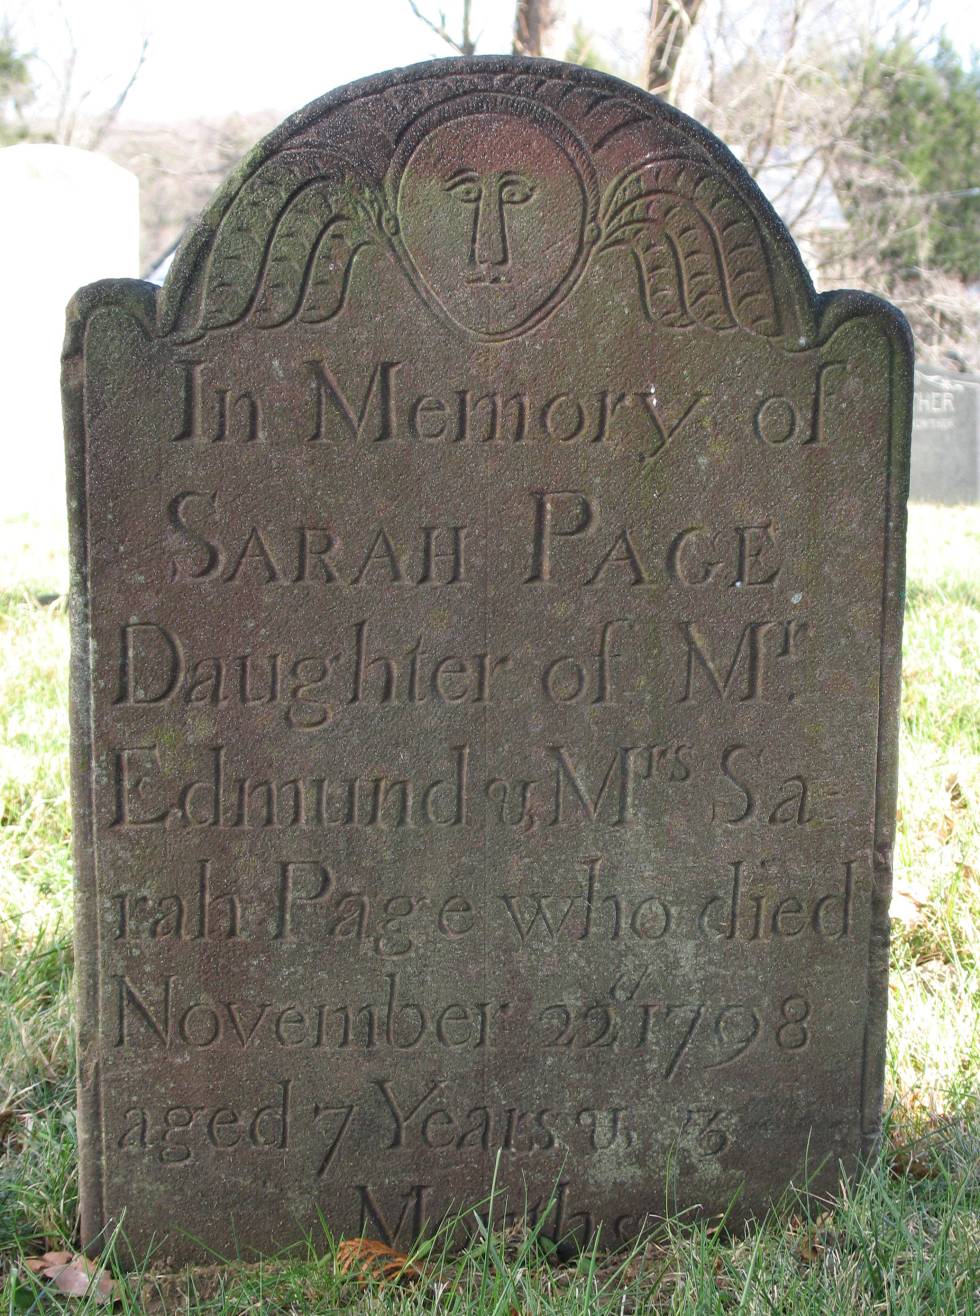 In Memory of
SARAH PAGE
Daughter of Mr.
Edmund & Mrs Sa-
rah Page who died
November 22d 1798
aged 7 Years & 3
Months